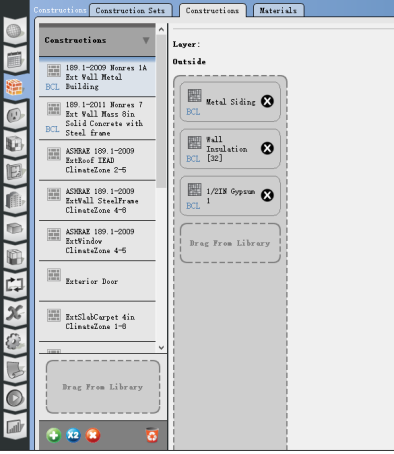 Constructions
Construction Sets
Constructions
Materials
Constructions
189.1-2009 Nonres 1A
Ext Wall Metal
BCL Building
189.1-2011 Nonres 7
Ext Wall Mass 8in
Solid Concrete with
BCL Steel frame
ASHRAE 189.1-2009
ExtRoof IEAD
ClimateZone 2-5
ASHRAE 189.1-2009
ExtWall SteelFrame
ClimateZone 4-8
ASHRAE 189.1-2009
ExtWindow
ClimateZone 4-5
Exterior Door
ExtSlabCarpet 4in
ClimateZone 1-8
Drag From Library
X2
Layer:
Outside
Metal Siding
BCL
Wall
Insulation
BCL [32]
1/2IN Gypsum
1
BCL
Drag From Library